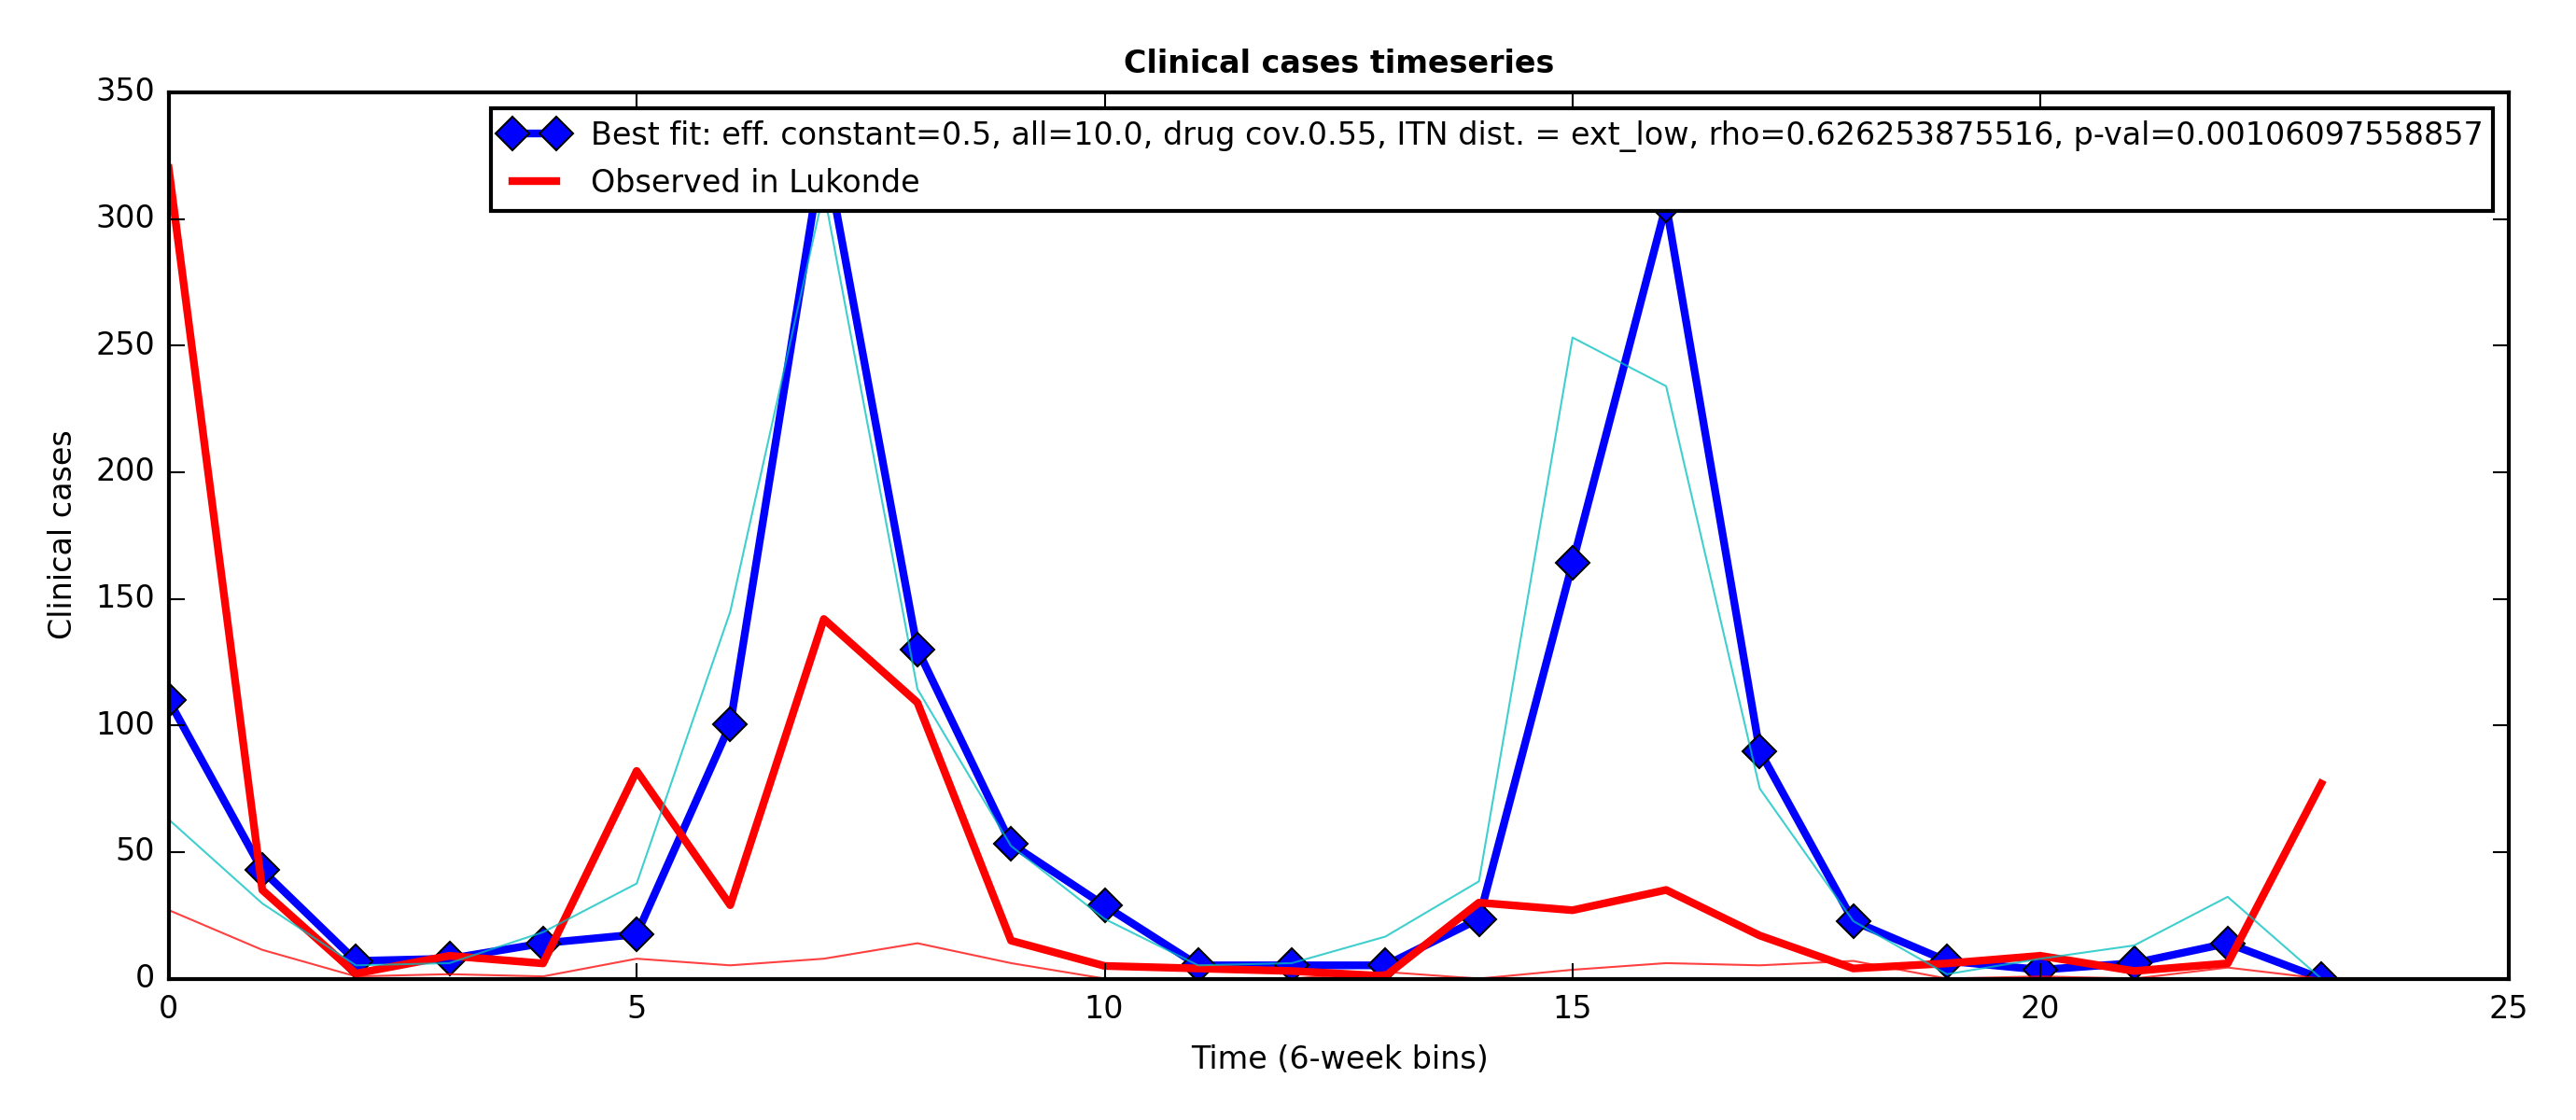 Clinical cases timeseries
350
300
250
200
150
100
50
0
Clinical cases
Best fit: eff. constant=0.5, all=10.0, drug cov.0.55, ITN dist. = ext_low, rho=0.626253875516, p-val=0.00106097558857
Observed in Lukonde
0 5 10 15 20 25
Time (6-week bins)